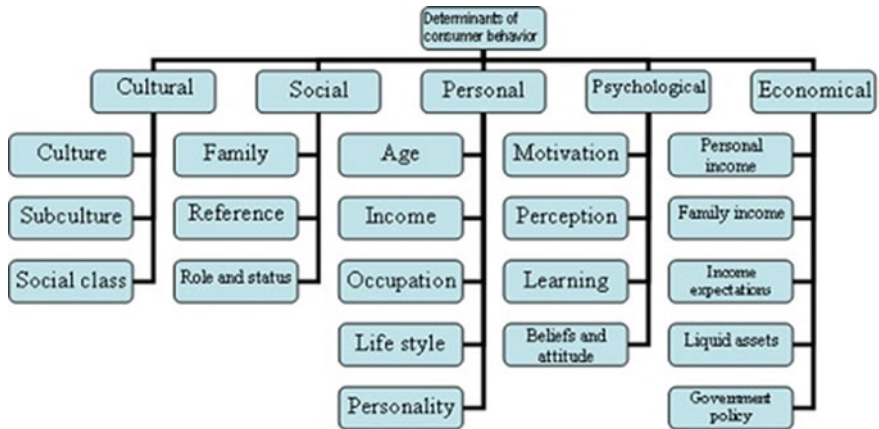 Determinants of
consumer behavior
Cultural
Social
Personal
Psychological
Economical
Culture
Family
Age
Motivation
Personal
income
Subculture
Reference
Income
Perception
Family income
Social class
Role and status
Occupation
Learning
Income
expectations
Life style
Beliefs and
attitude
Liquid assets
Personality
Government
policy